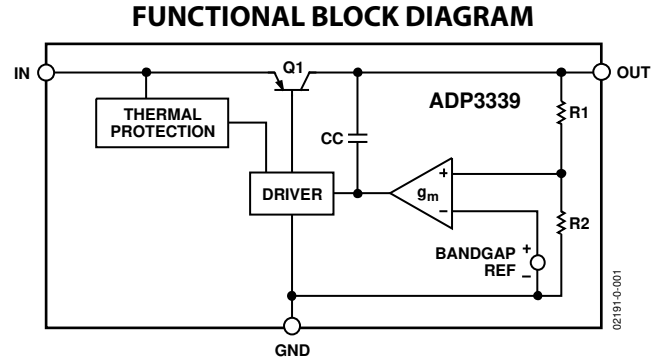 FUNCTIONAL BLOCK DIAGRAM
IN
Q1
OUT
THERMAL
PROTECTION
ADP3339
R1
CC
DRIVER
+
gm
−
R2
BANDGAP
REF
+
−
GND
02191-0-001